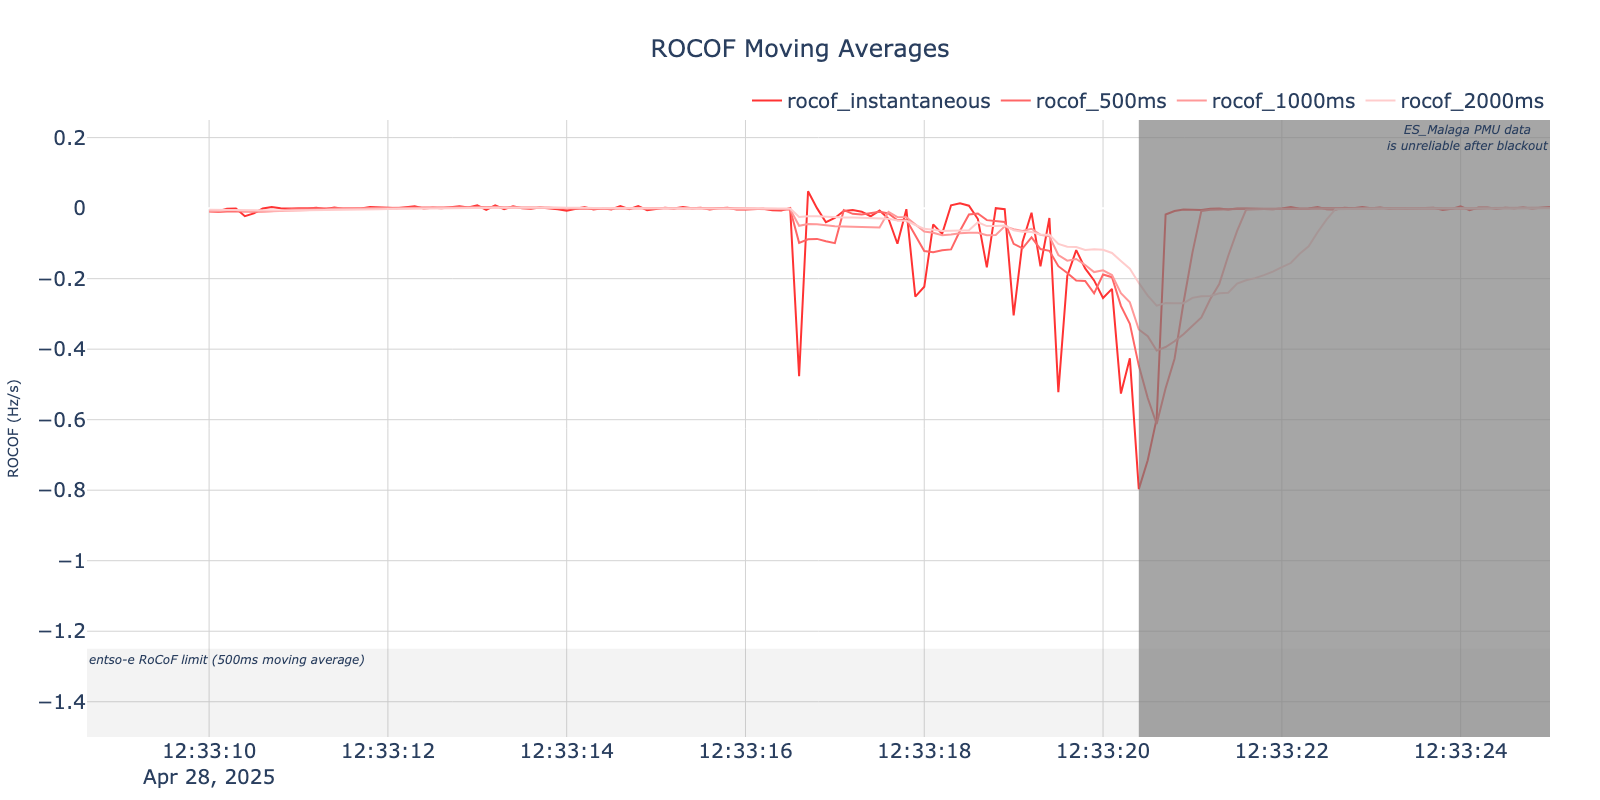 ROCOF Moving Averages
rocof_instantaneous rocof_500ms rocof_1000ms rocof_2000ms
ES_Malaga PMU data
is unreliable after blackout
0.2
0
−0.2
−0.4
−0.6
−0.8
−1
−1.2
−1.4
ROCOF (Hz/s)
entso-e RoCoF limit (500ms moving average)
12:33:10 12:33:12 12:33:14 12:33:16 12:33:18 12:33:20 12:33:22 12:33:24
Apr 28, 2025